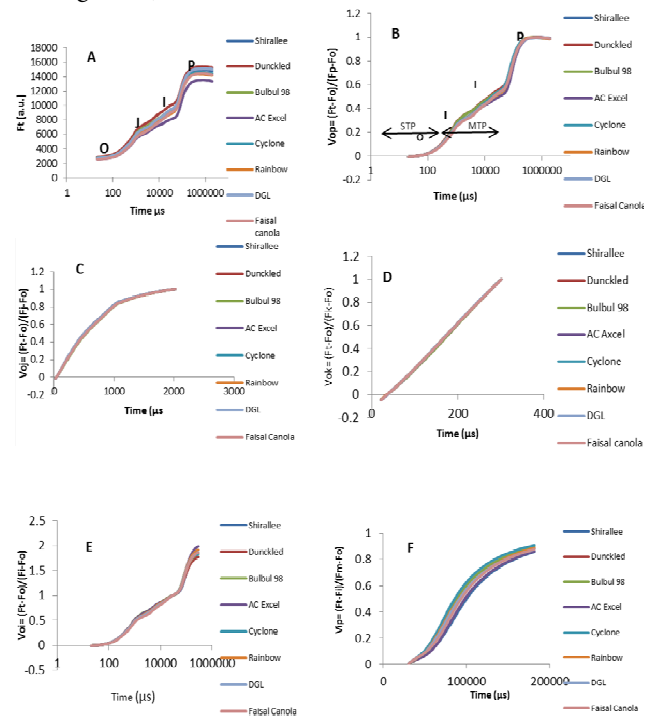 A
Ft [a.u.]
18000
16000
14000
12000
10000
8000
6000
4000
2000
0
O
J
I
P
1
100
10000
1000000
Time µs
Shirallee
Dunckled
Bulbul 98
AC Excel
Cyclone
Rainbow
DGL
Faisal
canola
B
Vop= (Ft-Fo)/(Fp-Fo)
1.2
1
0.8
0.6
0.4
0.2
0
-0.2
STP
MTP
o
I
I
p
1
100
10000
1000000
Time (µs)
Shirallee
Dunckled
Bulbul 98
AC Excel
Cyclone
Rainbow
DGL
Faisal Canola
C
Voj= (Ft-Fo)/(Fj-Fo)
1.2
1
0.8
0.6
0.4
0.2
0
-0.2
0
1000
2000
3000
Time (µs
Shirallee
Dunckled
Bulbul 98
AC Excel
Cyclone
Rainbow
DGL
Faisal Canola
D
Vok= (Ft-Fo)/(Fk-Fo)
1.2
1
0.8
0.6
0.4
0.2
0
-0.2
0
200
400
Time (µs)
Shirallee
Dunckled
Bulbul 98
AC Axcel
Cyclone
Rainbow
DGL
Faisal canola
E
Voi= (Ft-Fo)/(Fi-Fo)
2.5
2
1.5
1
0.5
0
-0.5
1
100
10000
1000000
Time (µs)
Shirallee
Dunckled
Bulbul 98
AC Excel
Cyclone
Rainbow
DGL
Faisal Canola
F
Vip= (Ft-Fi)/(Fm-Fo)
1
0.8
0.6
0.4
0.2
0
0
100000
200000
Time (µs)
Shirallee
Dunckled
Bulbul 98
AC Excel
Cyclone
Rainbow
DGL
Faisal Canola